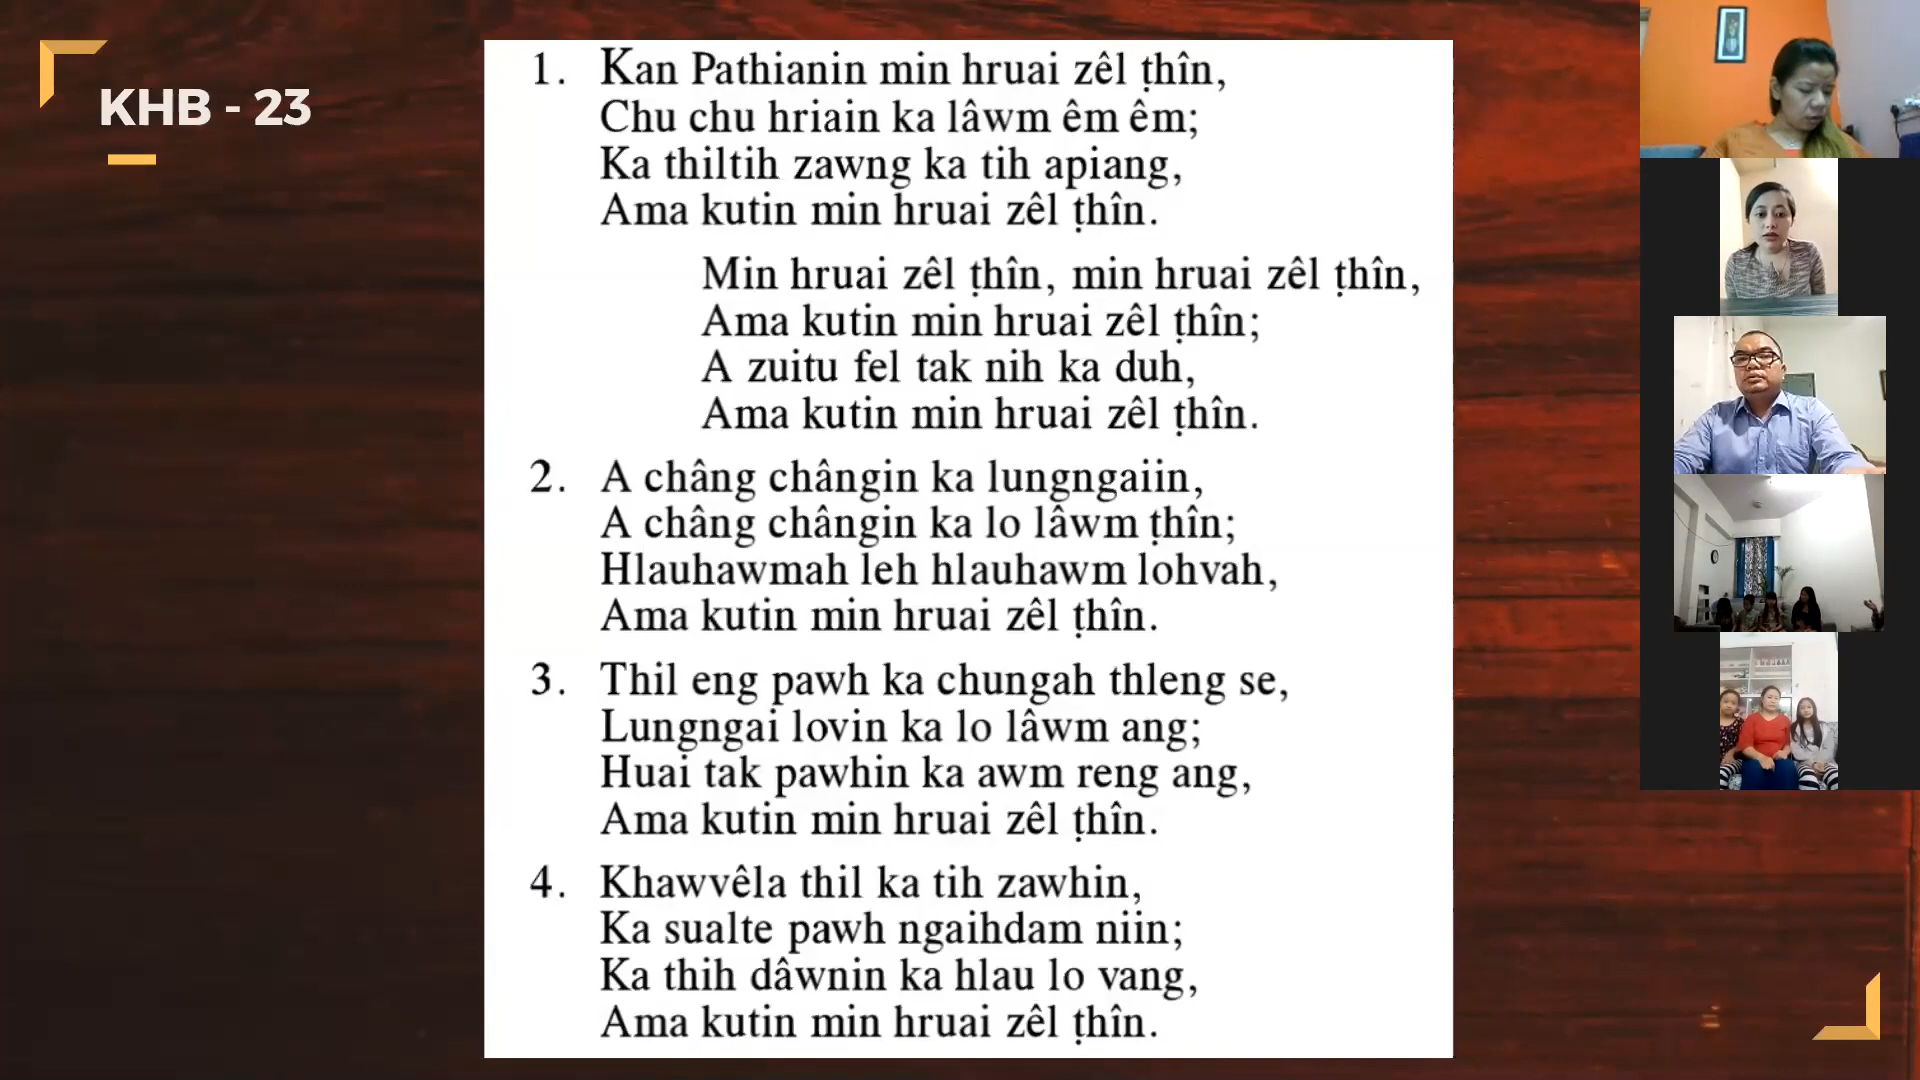 KHB - 23
1. Kan Pathianin min hruai zêl ṭhîn,
Chu chu hriain ka lâwm êm êm;
Ka thiltih zawng ka tih apiang,
Ama kutin min hruai zêl ṭhîn.
Min hruai zêl ṭhîn, min hruai zêl ṭhîn,
Ama kutin min hruai zêl ṭhîn;
A zuitu fel tak nih ka duh,
Ama kutin min hruai zêl ṭhîn.
2. A châng chângin ka lungngaiin,
A châng chângin ka lo lâwm ṭhîn;
Hlauhawmah leh hlauhawm lohvah,
Ama kutin min hruai zêl ṭhîn.
3. Thil eng pawh ka chungah thleng se,
Lungngai lovin ka lo lâwm ang;
Huai tak pawhin ka awm reng ang,
Ama kutin min hruai zêl ṭhîn.
4. Khawvêla thil ka tih zawhin,
Ka sualte pawh ngaihdam niin;
Ka thih dâwnin ka hlau lo vang,
Ama kutin min hruai zêl ṭhîn.